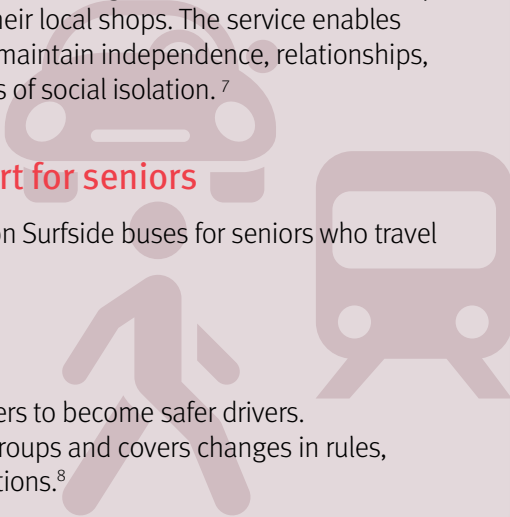 heir local shops. The service enables
maintain independence, relationships,
s of social isolation. 7
rt for seniors
on Surfside buses for seniors who travel
ers to become safer drivers.
roups and covers changes in rules,
tions.8